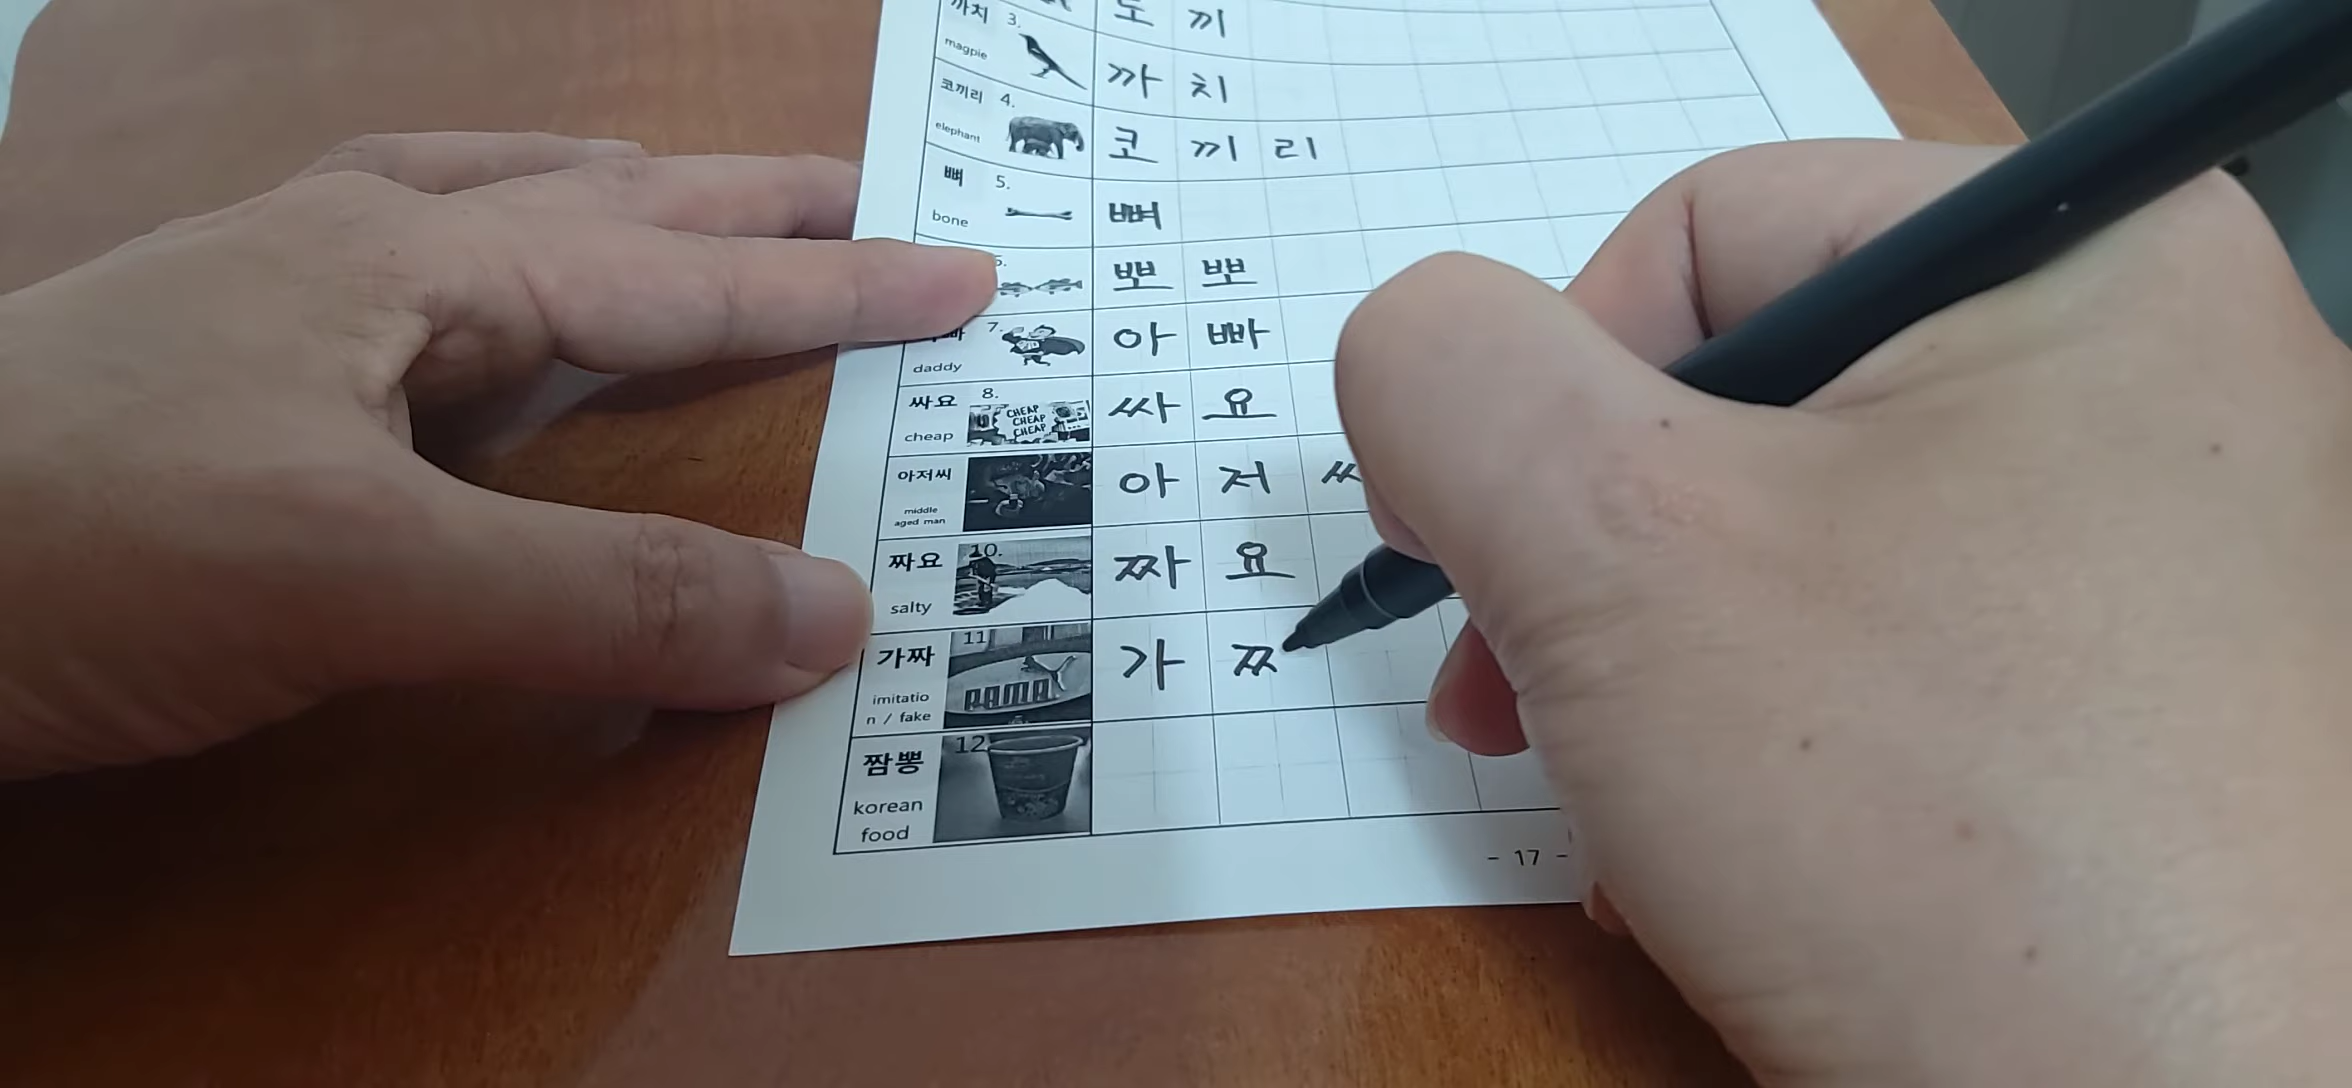 도 끼
까치 3. 까 치
magpie
코끼리 4. 코 끼 리
elephant
뼈 5. 뼈
bone
뽀 뽀
7. 아 빠
daddy
싸요 8. CHEAP CHEAP CHEAP 싸 요
cheap
아저씨 아 저
middle
aged man
짜요 10. 짜 요
salty
가짜 11. PAMA 가 ㅉ
imitatio
n / fake
짬뽕 12.
korean
food
- 17 -